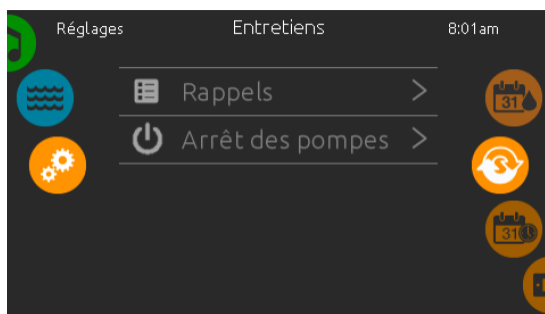 Réglages Entretiens 8:01am
Rappels
Arrêt des pompes
31
31